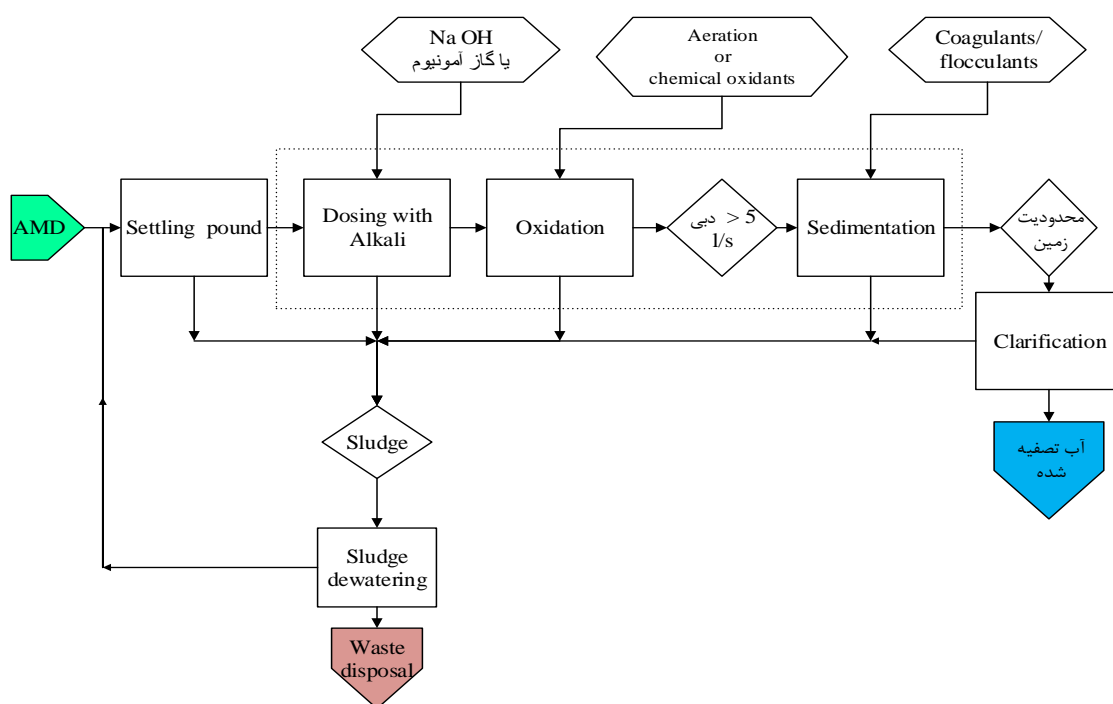 Na OH
یا گاز آمونیوم
Aeration
or
chemical oxidants
Coagulants/
flocculants
AMD
Settling pound
Dosing with
Alkali
Oxidation
دبی > 5
l/s
Sedimentation
محدودیت
زمین
Clarification
Sludge
آب تصفیه
شده
Sludge
dewatering
Waste
disposal